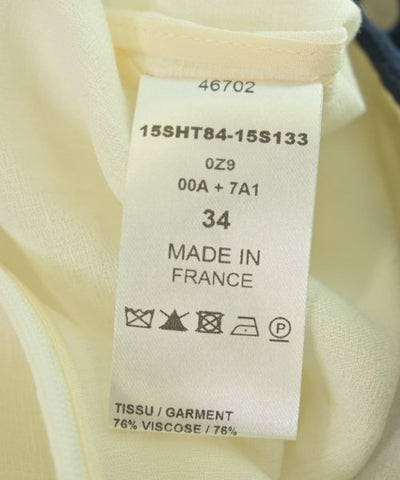 46702
15SHT84-15S133
0Z9
00A + 7A1
34
MADE IN
FRANCE
P
TISSU / GARMENT
76% VISCOSE / 76%